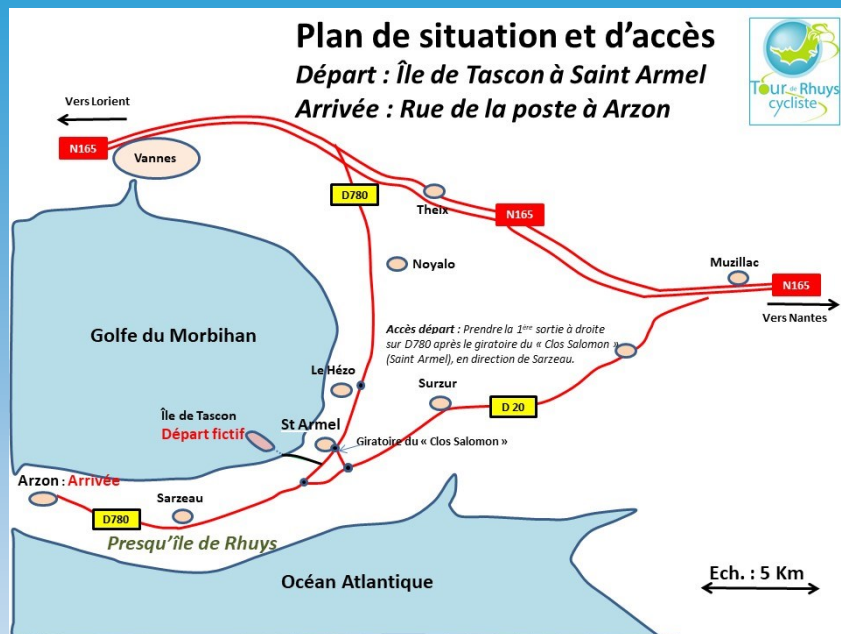 Plan de situation et d’accès
Départ : Île de Tascon à Saint Armel
Arrivée : Rue de la poste à Arzon
Tour de Rhuys
cycliste
Vers Lorient
N165
Vannes
D780
Theix
N165
Noyalo
Muzillac
N165
Vers Nantes
Golfe du Morbihan
Accès départ : Prendre la 1ère sortie à droite
sur D780 après le giratoire du « Clos Salomon »
(Saint Armel), en direction de Sarzeau.
Le Hézo
Surzur
D 20
Île de Tascon
Départ fictif
St Armel
Giratoire du « Clos Salomon »
Arzon : Arrivée
Sarzeau
D780
Presqu’île de Rhuys
Océan Atlantique
Ech. : 5 Km